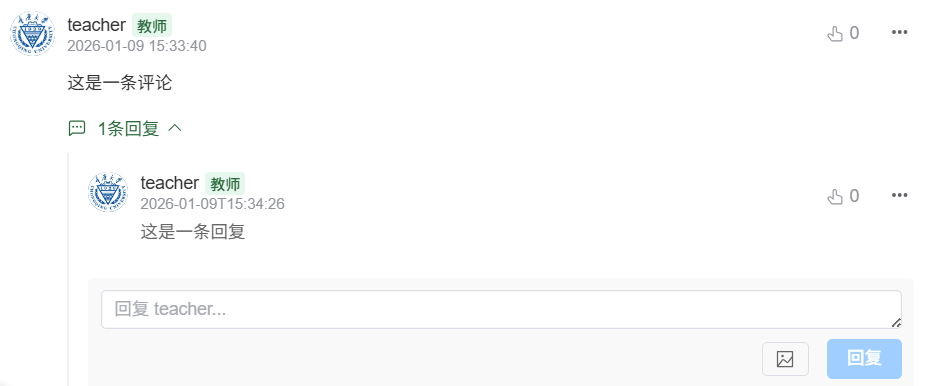 teacher 教师
2026-01-09 15:33:40
0
这是一条评论
1条回复
teacher 教师
2026-01-09T15:34:26
0
这是一条回复
回复 teacher...
回复